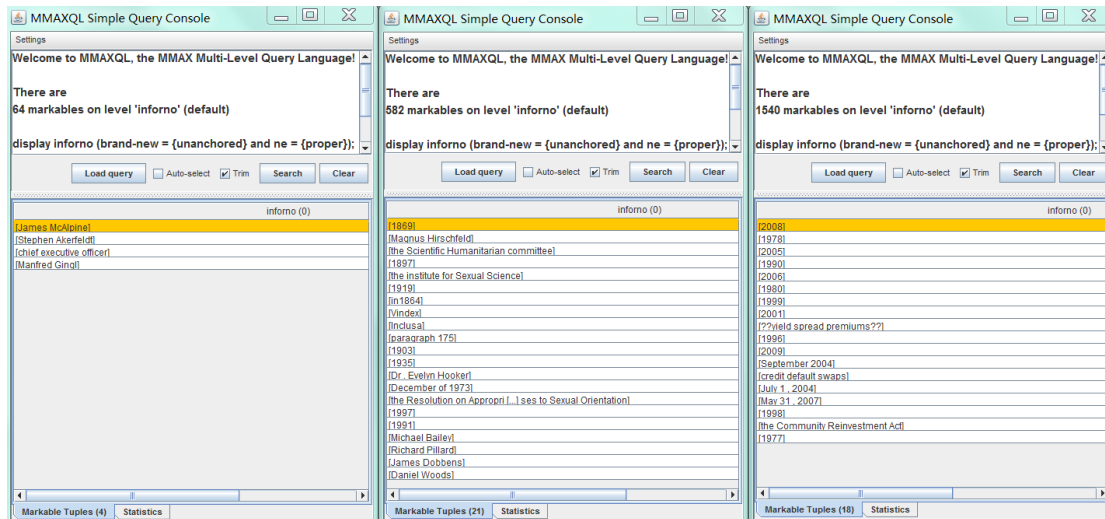 MMAXQL Simple Query Console
Settings
Welcome to MMAXQL, the MMAX Multi-Level Query Language!
There are
64 markables on level 'inforno' (default)
display inforno (brand-new = {unanchored} and ne = {proper});
Load query Auto-select Trim Search Clear
inforno (0)
[James McAlpine]
[Stephen Akerfeldt]
[chief executive officer]
[Manfred Gingl]
Markable Tuples (4) Statistics
MMAXQL Simple Query Console
Settings
Welcome to MMAXQL, the MMAX Multi-Level Query Language!
There are
582 markables on level 'inforno' (default)
display inforno (brand-new = {unanchored} and ne = {proper});
Load query Auto-select Trim Search Clear
inforno (0)
[1869]
[Magnus Hirschfeld]
[the Scientific Humanitarian committee]
[1897]
[the institute for Sexual Science]
[1919]
[in1864]
[Vindex]
[Inclusa]
[paragraph 175]
[1903]
[1935]
[Dr . Evelyn Hooker]
[December of 1973]
[the Resolution on Appropri [...] ses to Sexual Orientation]
[1997]
[1991]
[Michael Bailey]
[Richard Pillard]
[James Dobbens]
[Daniel Woods]
Markable Tuples (21) Statistics
MMAXQL Simple Query Console
Settings
Welcome to MMAXQL, the MMAX Multi-Level Query Language!
There are
1540 markables on level 'inforno' (default)
display inforno (brand-new = {unanchored} and ne = {proper});
Load query Auto-select Trim Search Clear
inforno (0)
[2008]
[1978]
[2005]
[1990]
[2006]
[1980]
[1999]
[2001]
[??yield spread premiums??]
[1996]
[2009]
[September 2004]
[credit default swaps]
[July 1 , 2004]
[May 31 , 2007]
[1998]
[the Community Reinvestment Act]
[1977]
Markable Tuples (18) Statistics